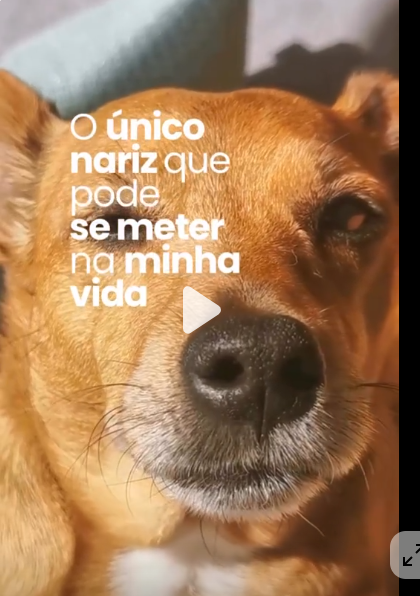 O único
nariz que
pode
se meter
na minha
vida